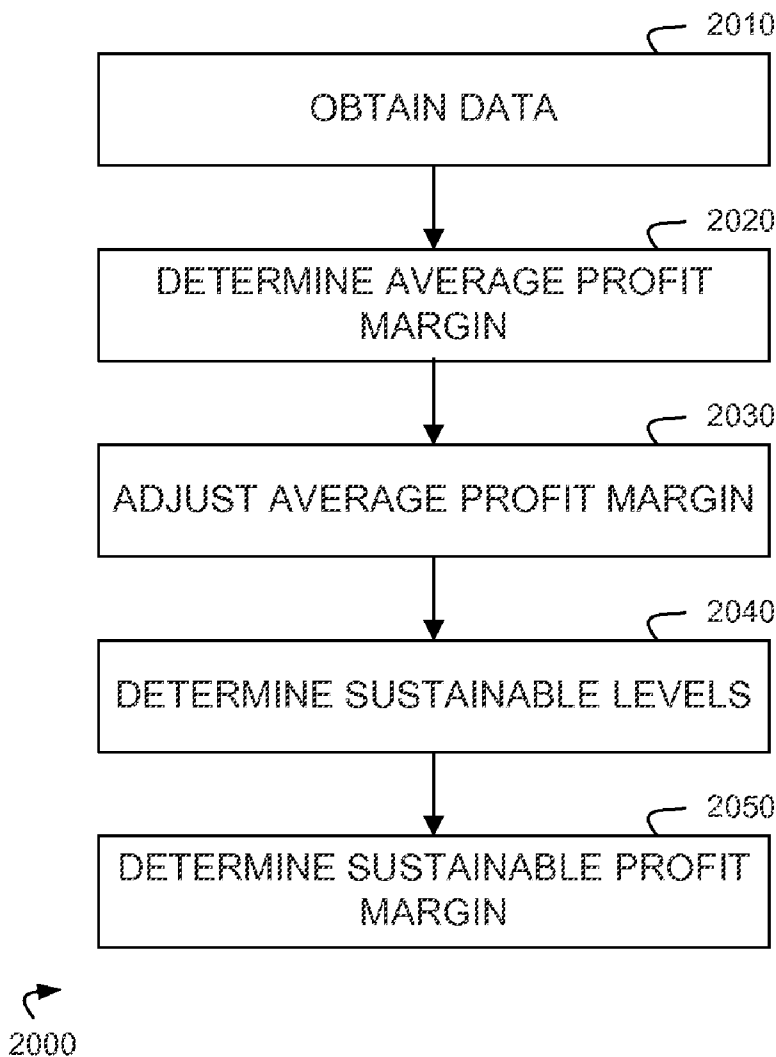 2010
OBTAIN DATA
2020
DETERMINE AVERAGE PROFIT
MARGIN
2030
ADJUST AVERAGE PROFIT MARGIN
2040
DETERMINE SUSTAINABLE LEVELS
2050
DETERMINE SUSTAINABLE PROFIT
MARGIN
2000